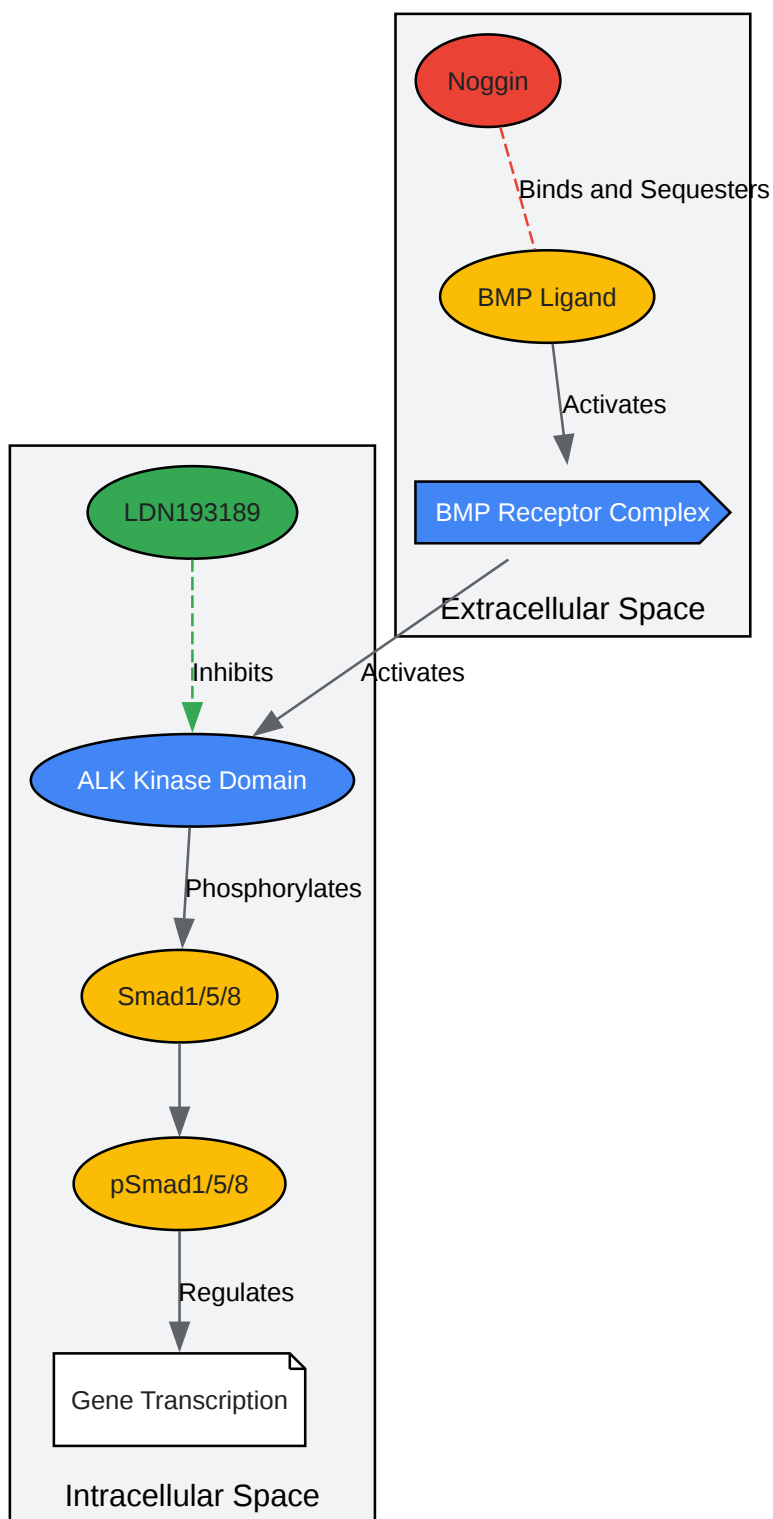 Noggin
Binds and Sequesters
BMP Ligand
Activates
BMP Receptor Complex
Extracellular Space
LDN193189
Inhibits
Activates
ALK Kinase Domain
Phosphorylates
Smad1/5/8
pSmad1/5/8
Regulates
Gene Transcription
Intracellular Space